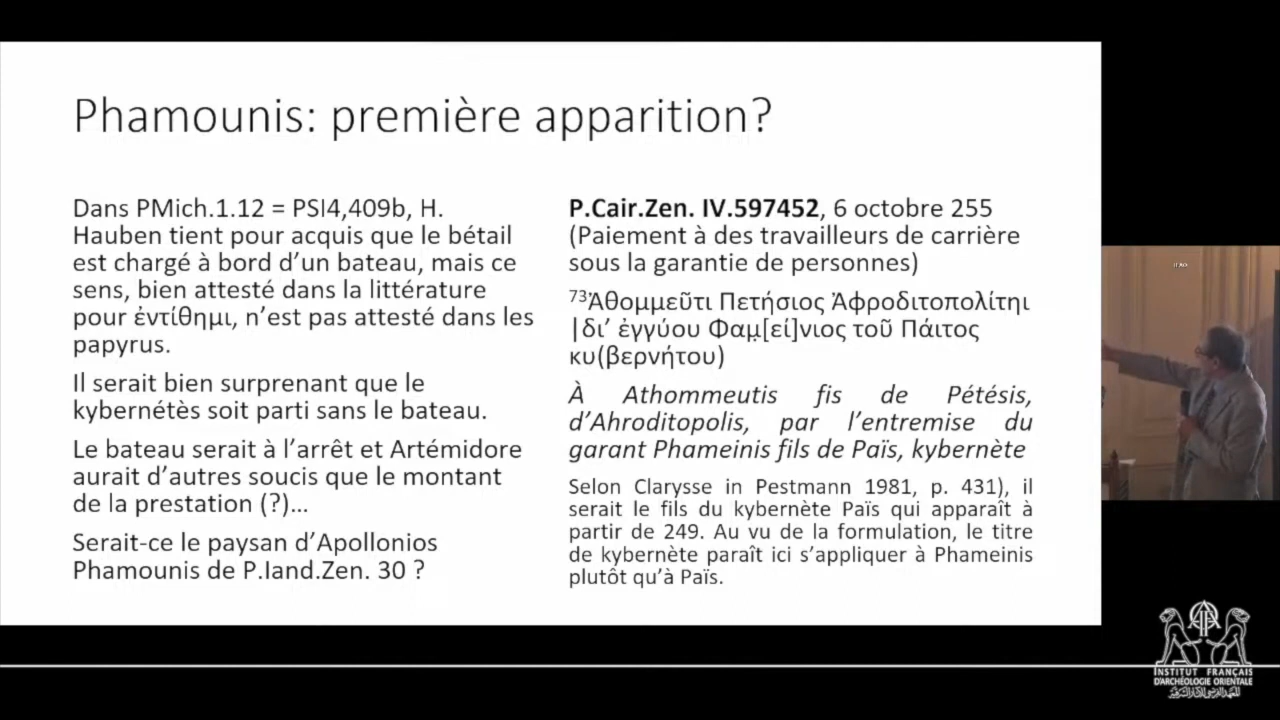 Phamounis: première apparition?
Dans PMich.1.12 = PSI4,409b, H.
Hauben tient pour acquis que le bétail
est chargé à bord d’un bateau, mais ce
sens, bien attesté dans la littérature
pour ἐντίθημι, n’est pas attesté dans les
papyrus.
Il serait bien surprenant que le
kybernétès soit parti sans le bateau.
Le bateau serait à l’arrêt et Artémidore
aurait d’autres soucis que le montant
de la prestation (?)…
Serait-ce le paysan d’Apollonios
Phamounis de P.Iand.Zen. 30 ?
P.Cair.Zen. IV.597452, 6 octobre 255
(Paiement à des travailleurs de carrière
sous la garantie de personnes)
73Ἀθομμεῦτι Πετήσιος Ἀφροδιτοπολίτηι
|δι’ ἐγγύου Φαμ̣[εί]νιος τοῦ Πάιτος
κυ(βερνήτου)
À Athommeutis fis de Pétésis,
d’Ahroditopolis, par l’entremise du
garant Phameinis fils de Païs, kybernète
Selon Clarysse in Pestmann 1981, p. 431), il
serait le fils du kybernète Païs qui apparaît à
partir de 249. Au vu de la formulation, le titre
de kybernète paraît ici s’appliquer à Phameinis
plutôt qu’à Païs.
INSTITUT FRANÇAIS
D’ARCHÉOLOGIE ORIENTALE